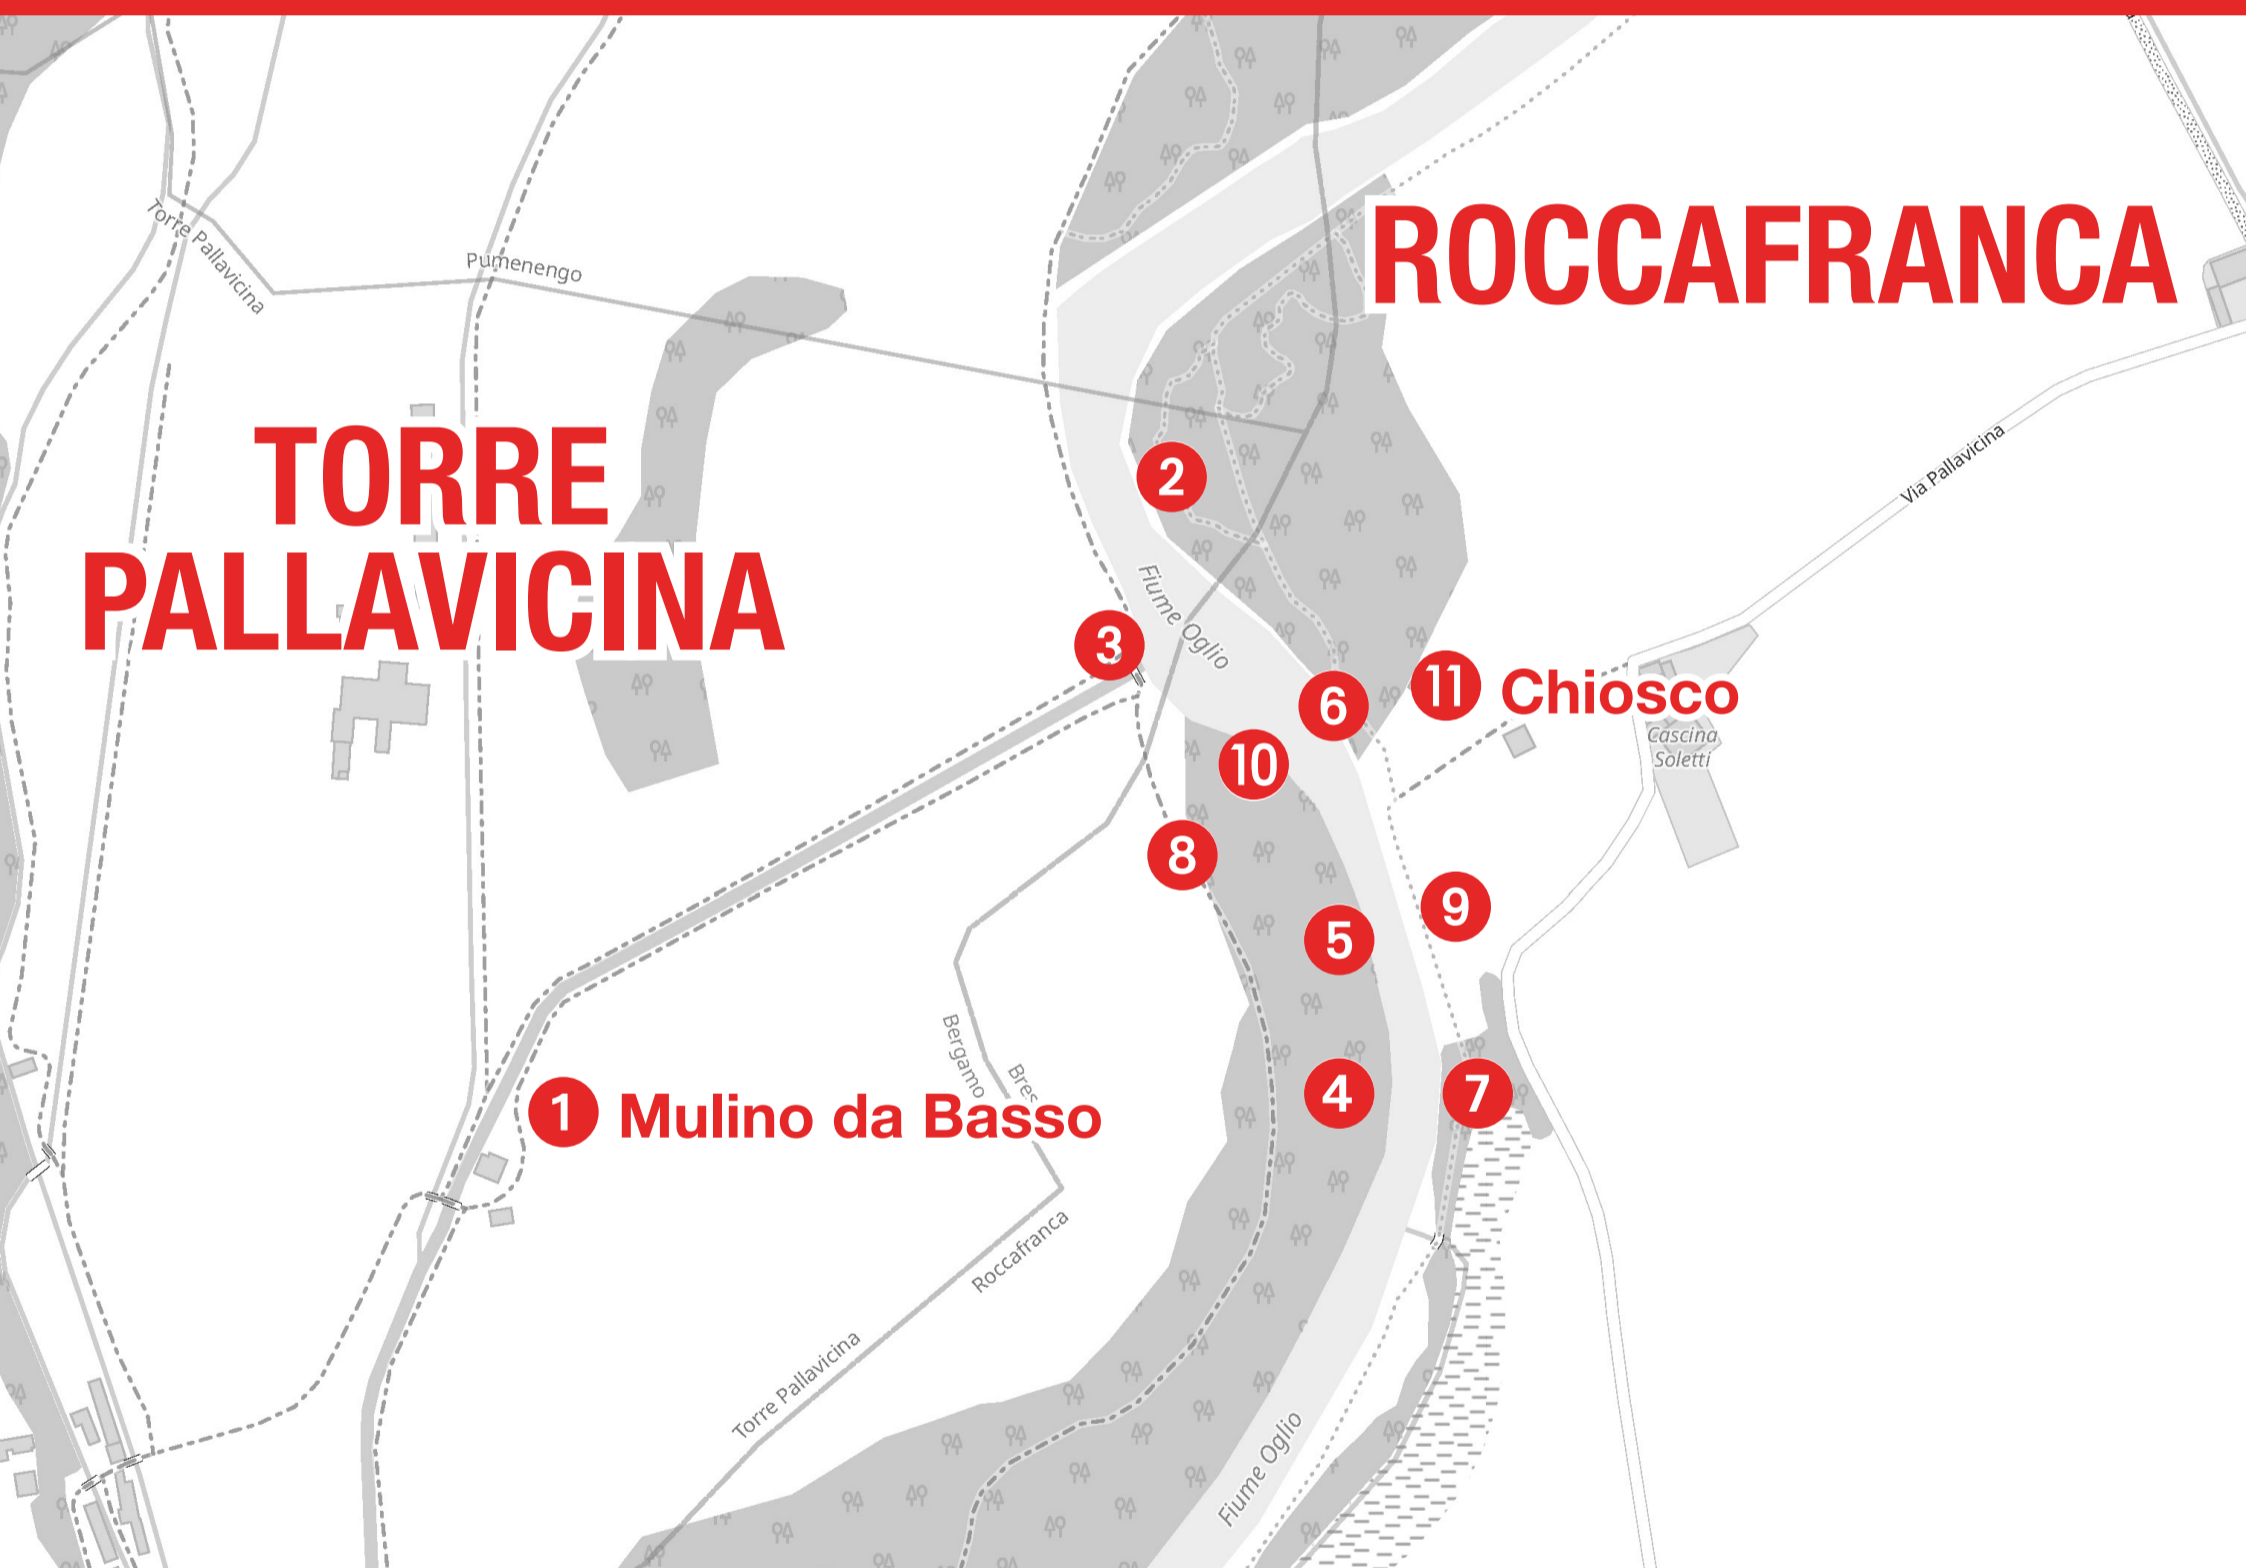 Torre Pallavicina
Pumenengo
ROCCAFRANCA
TORRE
PALLAVICINA
Via Pallavicina
2
Fiume Oglio
3
6
11 Chiosco
Cascina
Soletti
10
8
9
5
Bergamo
4
7
1 Mulino da Basso
Roccafranca
Torre Pallavicina
Fiume Oglio